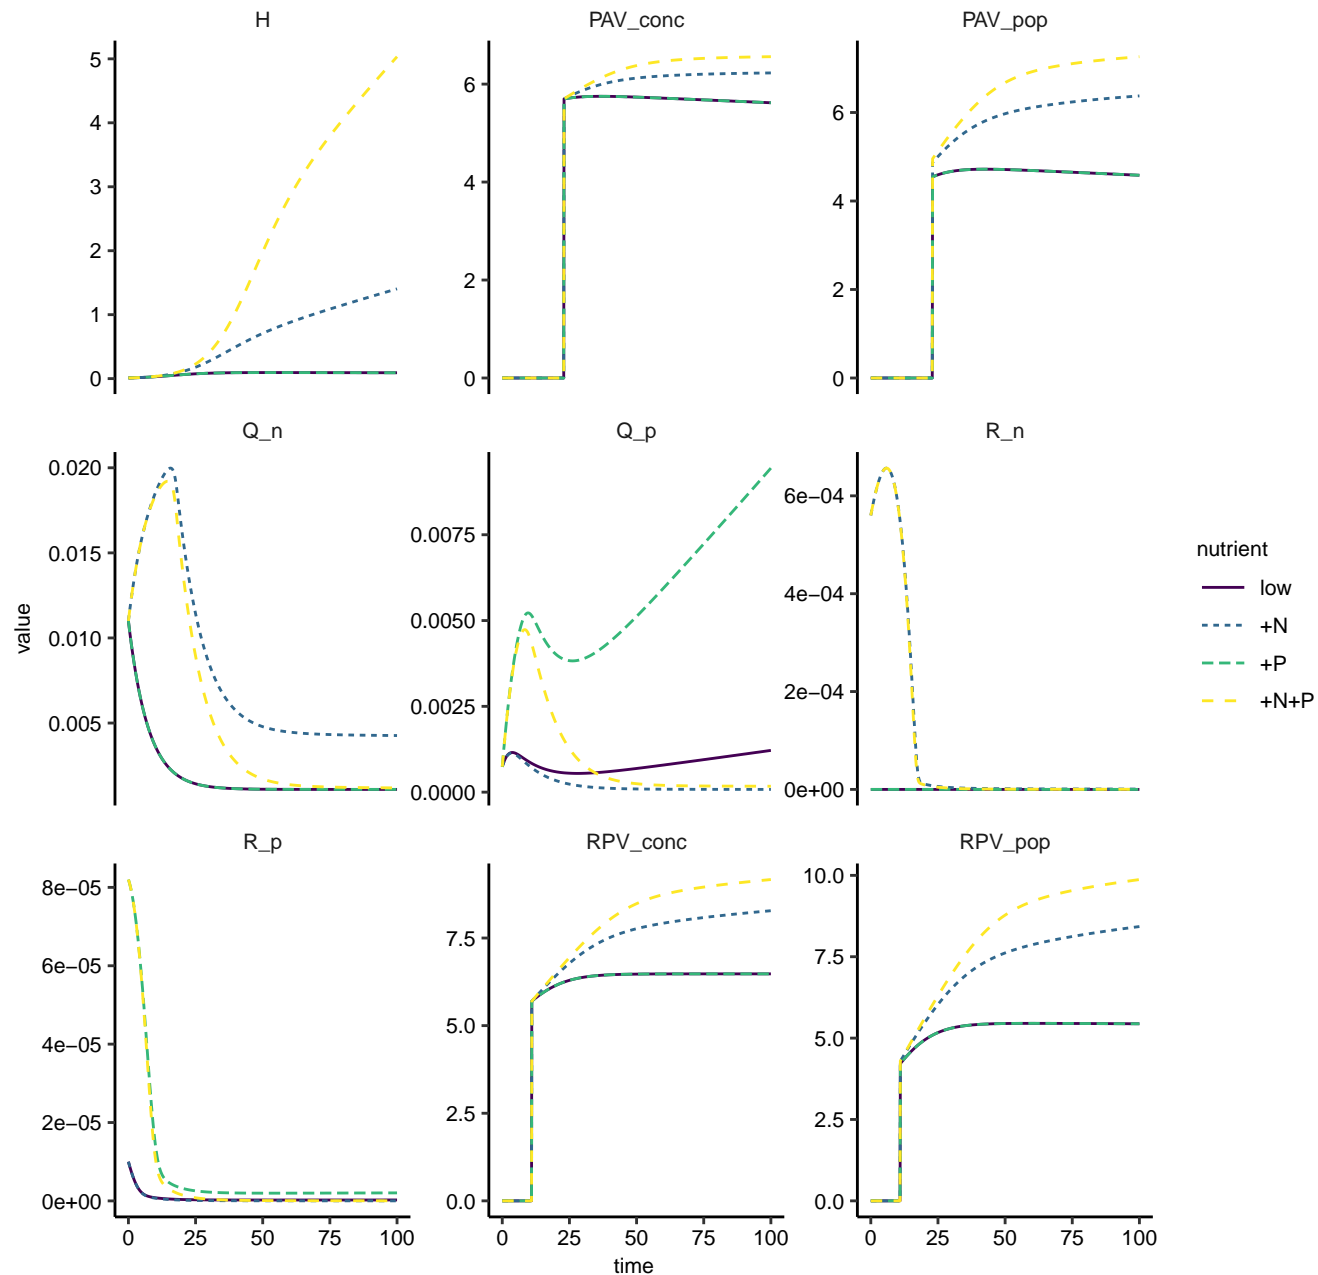 H
PAV_conc
PAV_pop
5
4
3
2
1
0
6
4
2
0
6
4
2
0
Q_n
Q_p
R_n
value
0.020
0.015
0.010
0.005
0.0075
0.0050
0.0025
0.0000
6e−04
4e−04
2e−04
0e+00
nutrient
low
+N
+P
+N+P
R_p
RPV_conc
RPV_pop
8e−05
6e−05
4e−05
2e−05
0e+00
7.5
5.0
2.5
0.0
10.0
7.5
5.0
2.5
0.0
0 25 50 75 100
0 25 50 75 100
0 25 50 75 100
time